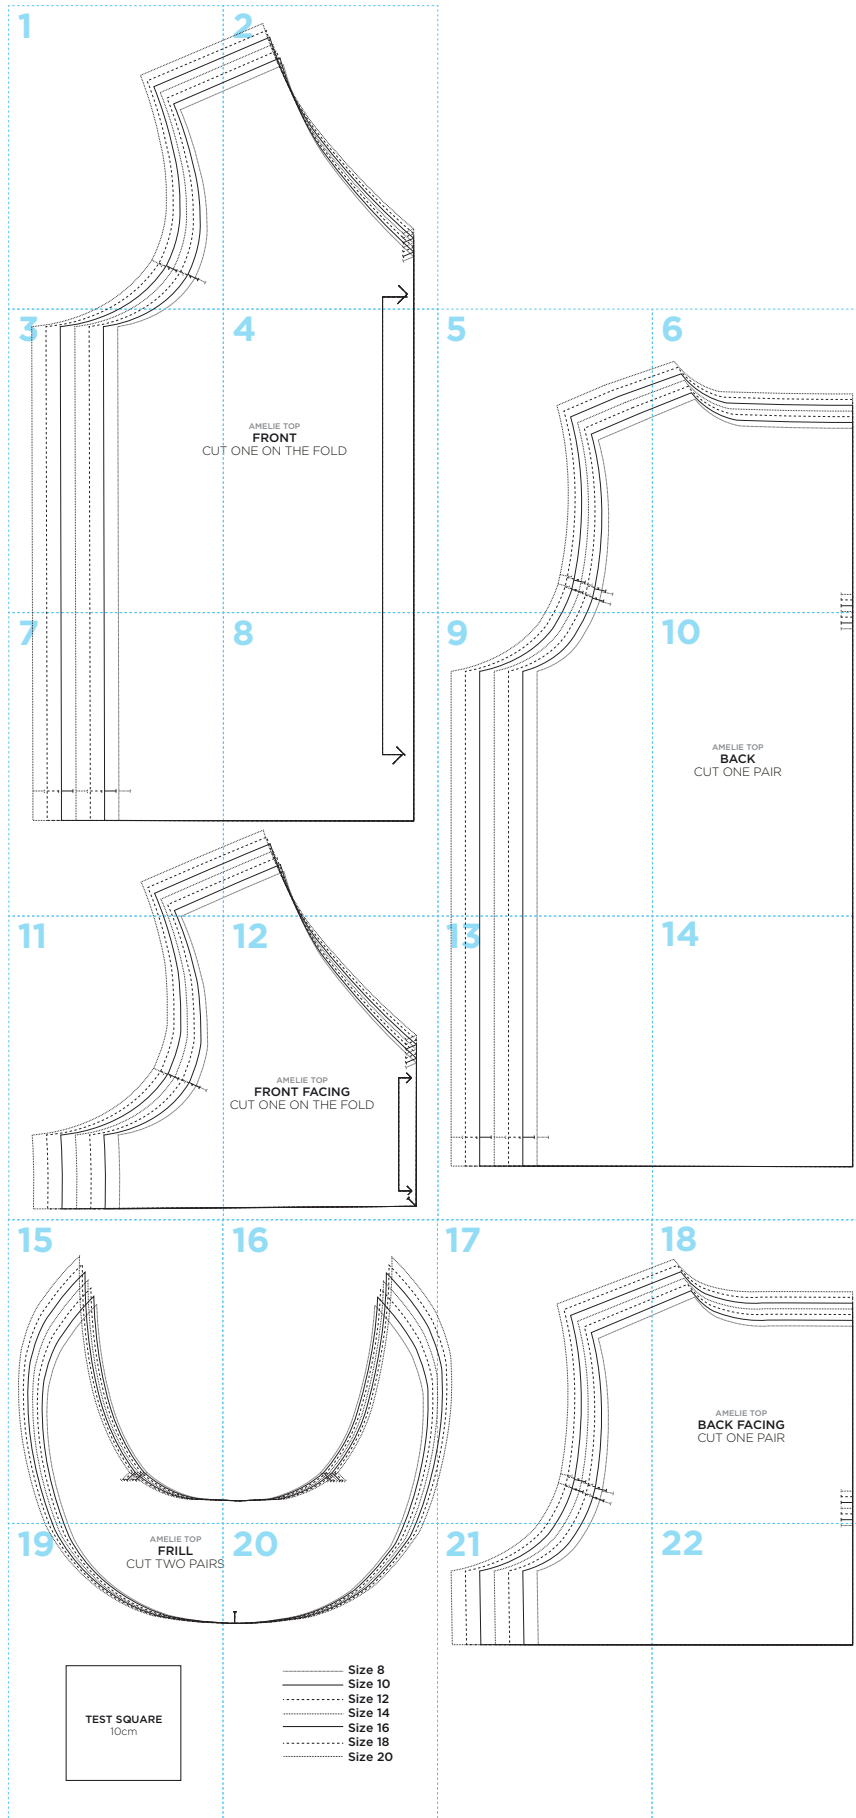 1
2
3
4
AMELIE TOP
FRONT
CUT ONE ON THE FOLD
5
6
7
8
9
10
AMELIE TOP
BACK
CUT ONE PAIR
11
12
AMELIE TOP
FRONT FACING
CUT ONE ON THE FOLD
13
14
15
16
17
18
AMELIE TOP
BACK FACING
CUT ONE PAIR
19
20
AMELIE TOP
FRILL
CUT TWO PAIRS
21
22
TEST SQUARE
10cm
Size 8
Size 10
Size 12
Size 14
Size 16
Size 18
Size 20